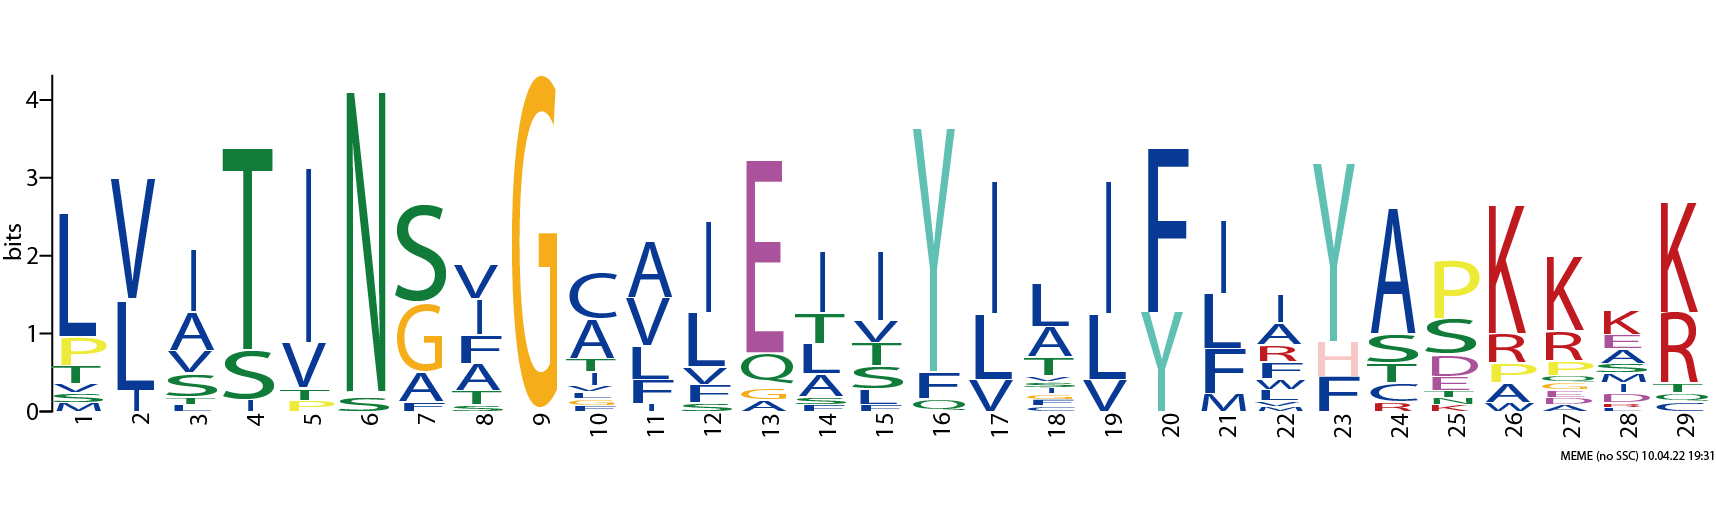 bits
4
3
2
1
0
L V I T I N S V G C A I E I I Y I L I F I I Y A P K K K K
P L A S V S G I A V L Q T V F L A L Y L A H S S R R E R
T I V I T A F T L V G L T Q V T V F R F T D P P A T
V S P F A I F F A A S V S M F C E A C S Q
S T T V I S S L S G W R N W E M C
M L S L F F T C L K D I
G C V A D
F M R
L
1 2 3 4 5 6 7 8 9 10 11 12 13 14 15 16 17 18 19 20 21 22 23 24 25 26 27 28 29
MEME (no SSC) 10.04.22 19:31